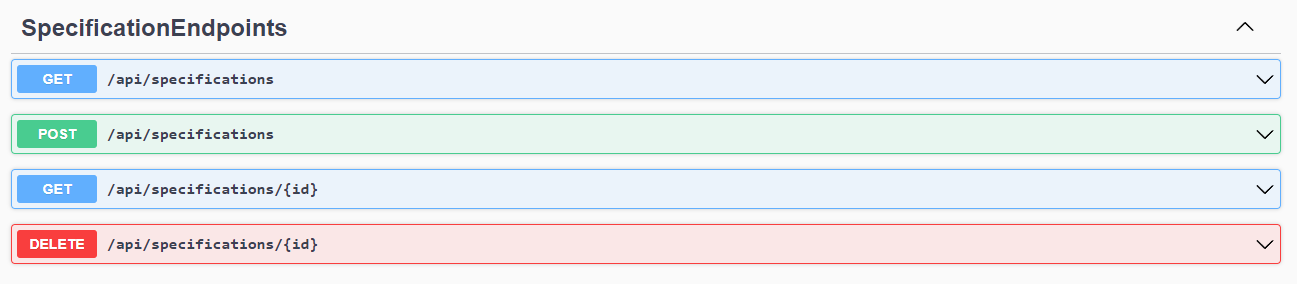 SpecificationEndpoints
GET /api/specifications
POST /api/specifications
GET /api/specifications/{id}
DELETE /api/specifications/{id}